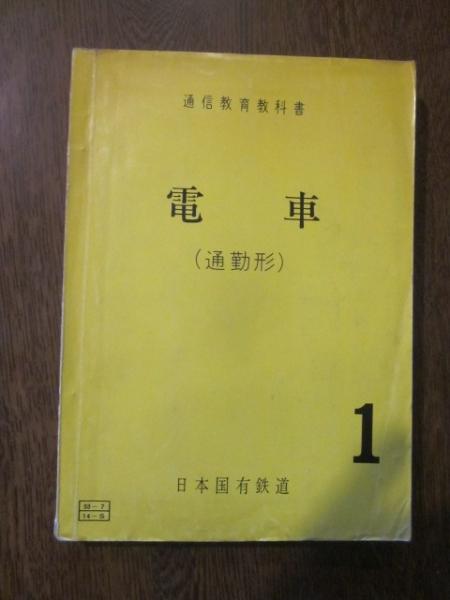 通信教育教科書
電車
(通勤形)
1
日本国有鉄道
14-S